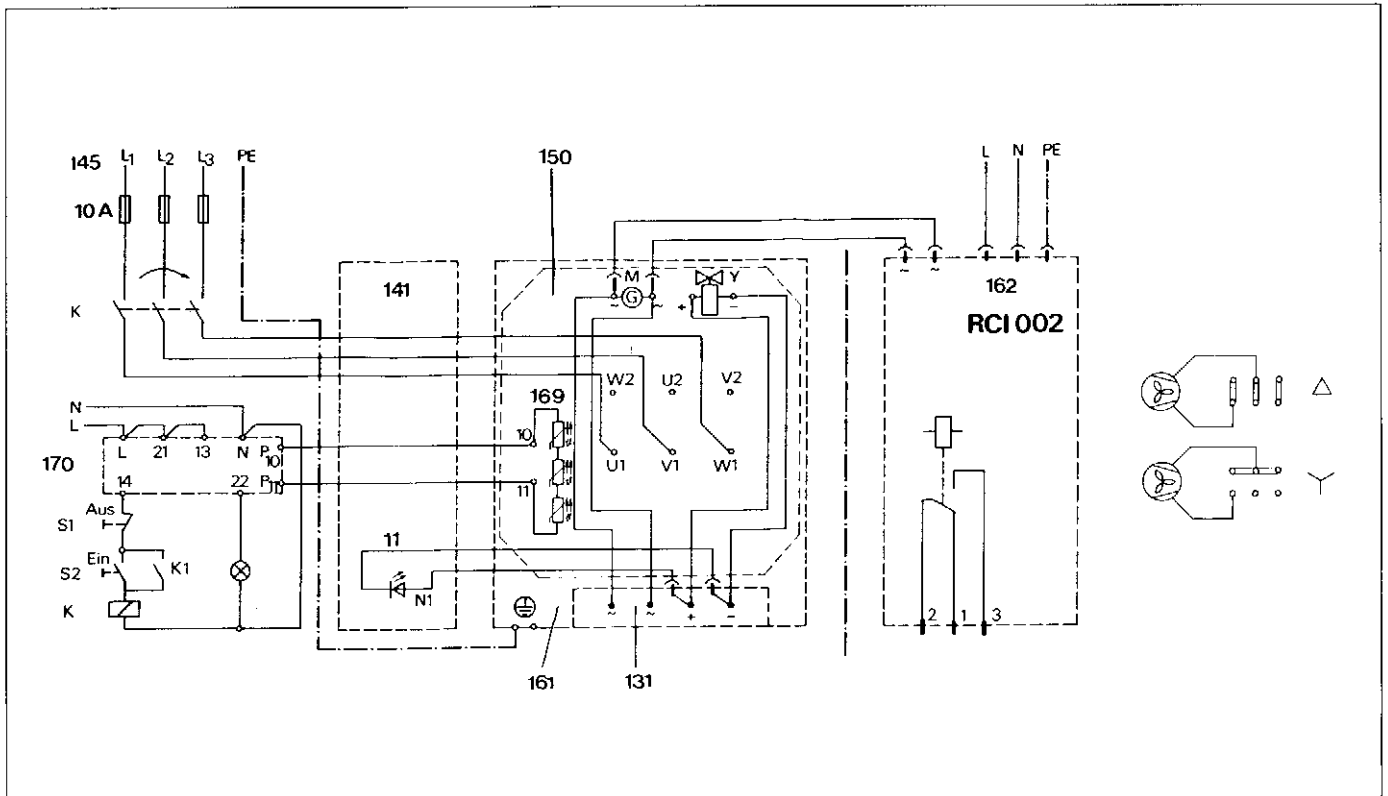 145 L1 L2 L3 PE
150
L N PE
10 A
M Y
G
~ ~ + –
~ ~
141
162
K
RCI 002
W2 U2 V2
169
N
L
10
U1 V1 W1
L 21 13 N P 10
170
14 22 P 11
11
Aus
S1
Ein
S2 K1
K
11
N1
~ ~ + –
2 1 3
161 131